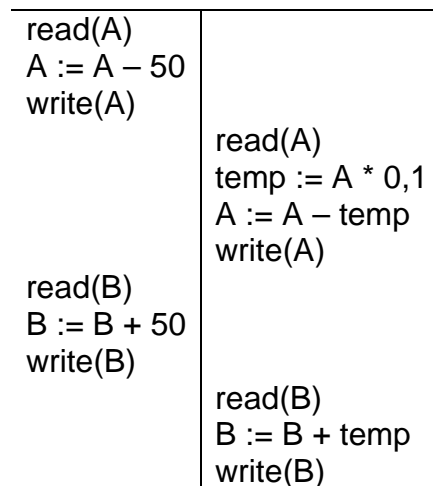 read(A)
A := A – 50
write(A)
read(A)
temp := A * 0,1
A := A – temp
write(A)
read(B)
B := B + 50
write(B)
read(B)
B := B + temp
write(B)